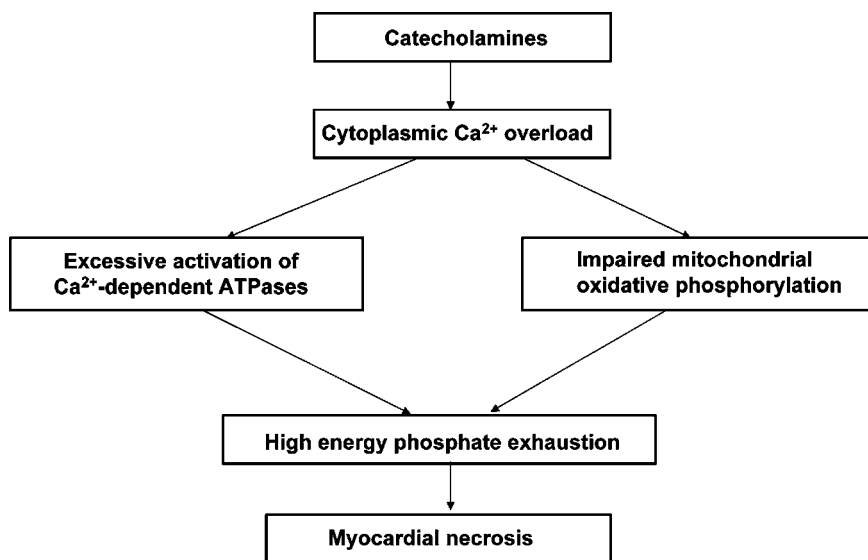 Catecholamines
Cytoplasmic Ca²⁺ overload
Excessive activation of
Ca²⁺-dependent ATPases
Impaired mitochondrial
oxidative phosphorylation
High energy phosphate exhaustion
Myocardial necrosis